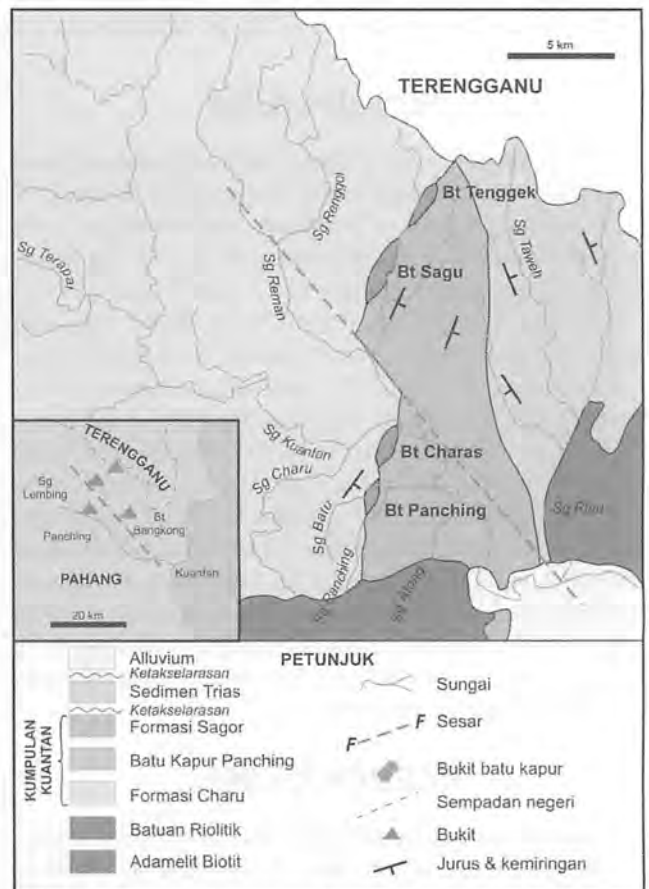 5 km
TERENGGANU
Bt Tenggek
Sg Renggol
Sg Taweh
Sg Terapai
Bt Sagu
Sg Reman
Sg Kuantan
Sg Charu
Bt Charas
Sg Batu
Bt Panching
Sg Riau
Sg Panching
Sg Along
TERENGGANU
Sg Lembing
Panching
Bt Bangkong
PAHANG
Kuantan
20 km
PETUNJUK
Alluvium
Ketakselarasan
Sedimen Trias
Ketakselarasan
KUMPULAN KUANTAN
Formasi Sagor
Batu Kapur Panching
Formasi Charu
Batuan Riolitik
Adamelit Biotit
Sungai
F F Sesar
Bukit batu kapur
Sempadan negeri
Bukit
Jurus & kemiringan